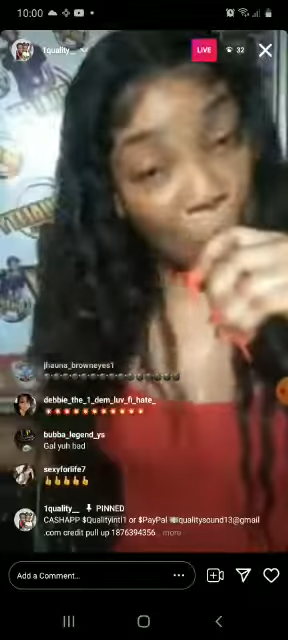 10:00
1quality_
LIVE
32
jhauna_browneyes1
debbie_the_1_dem_luv_fi_hate_
💥💥💥💥💥💥💥💥💥💥
bubba_legend_ys
Gal yuh bad
sexyforlife7
👍👍👍👍👍
1quality__ PINNED
CASHAPP $Qualityintl1 or $PayPal 💵qualitysound13@gmail
.com credit pull up 1876394356... more
Add a Comment...